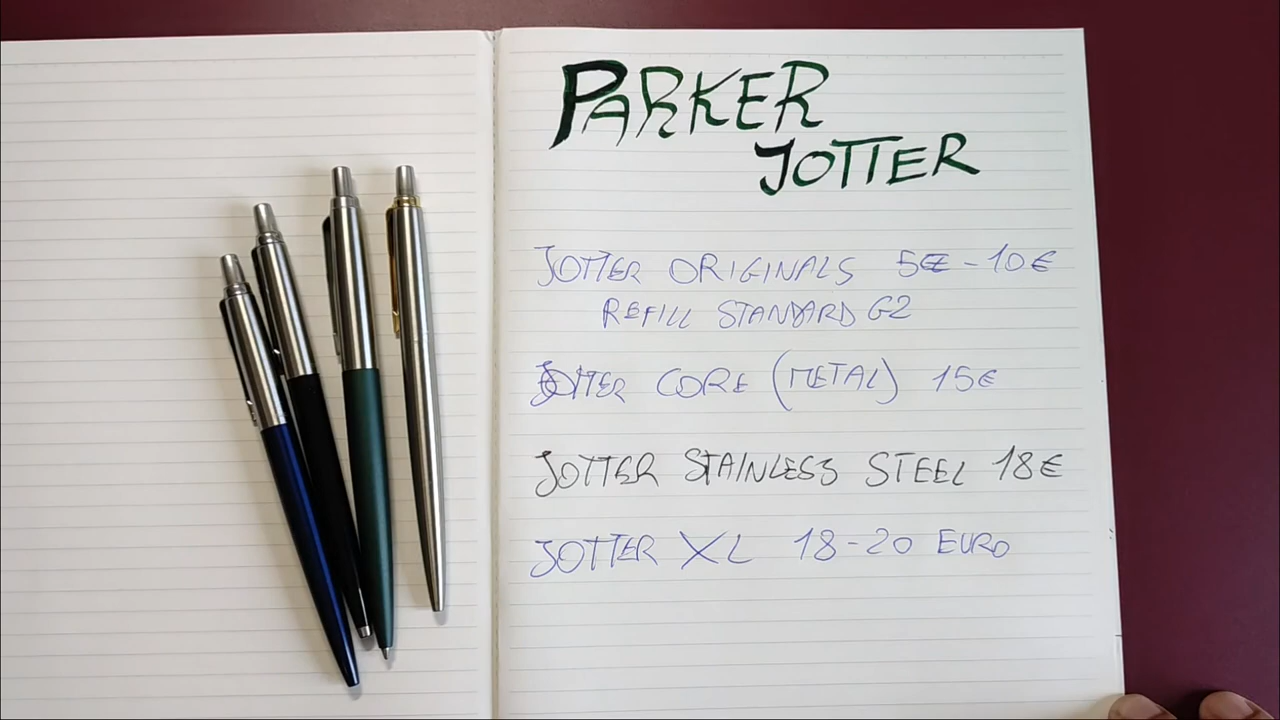 PARKER
JOTTER
JOTTER ORIGINALS 5€ - 10€
REFILL STANDARD G2
JOTTER CORE (METAL) 15€
JOTTER STAINLESS STEEL 18€
JOTTER XL 18-20 EURO